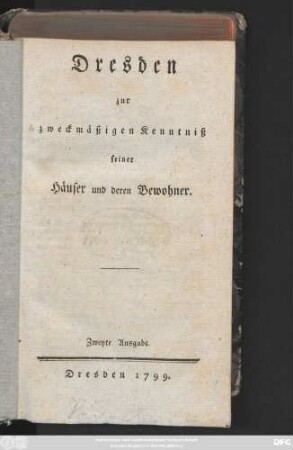 Dresden
zur
zweckmäßigen Kenntniß
seiner
Häuser und deren Bewohner.
Zweyte Ausgabe.
Dresden 1799.